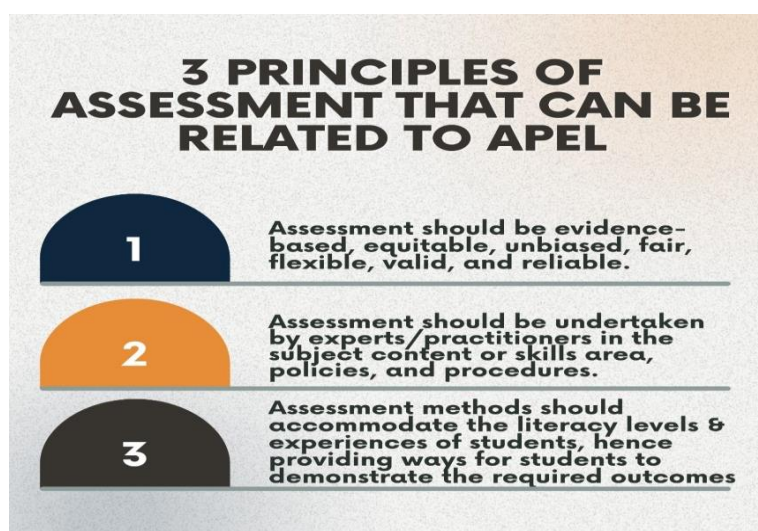 3 PRINCIPLES OF
ASSESSMENT THAT CAN BE
RELATED TO APEL
1
Assessment should be evidence-
based, equitable, unbiased, fair,
flexible, valid, and reliable.
2
Assessment should be undertaken
by experts/practitioners in the
subject content or skills area,
policies, and procedures.
3
Assessment methods should
accommodate the literacy levels &
experiences of students, hence
providing ways for students to
demonstrate the required outcomes